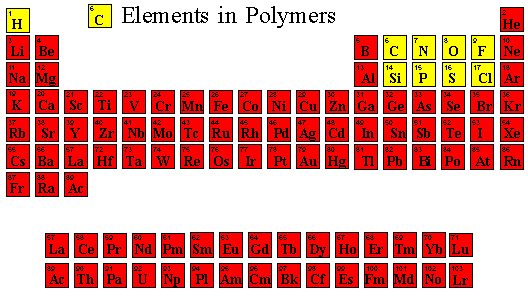 6 C Elements in Polymers
1 2
H He
3 4 5 6 7 8 9 10
Li Be B C N O F Ne
11 12 13 14 15 16 17 18
Na Mg Al Si P S Cl Ar
19 20 21 22 23 24 25 26 27 28 29 30 31 32 33 34 35 36
K Ca Sc Ti V Cr Mn Fe Co Ni Cu Zn Ga Ge As Se Br Kr
37 38 39 40 41 42 43 44 45 46 47 48 49 50 51 52 53 54
Rb Sr Y Zr Nb Mo Tc Ru Rh Pd Ag Cd In Sn Sb Te I Xe
55 56 57 72 73 74 75 76 77 78 79 80 81 82 83 84 85 86
Cs Ba La Hf Ta W Re Os Ir Pt Au Hg Tl Pb Bi Po At Rn
87 88 89
Fr Ra Ac
57 58 59 60 61 62 63 64 65 66 67 68 69 70 71
La Ce Pr Nd Pm Sm Eu Gd Tb Dy Ho Er Tm Yb Lu
89 90 91 92 93 94 95 96 97 98 99 100 101 102 103
Ac Th Pa U Np Pl Am Cm Bk Cf Es Fm Md No Lr